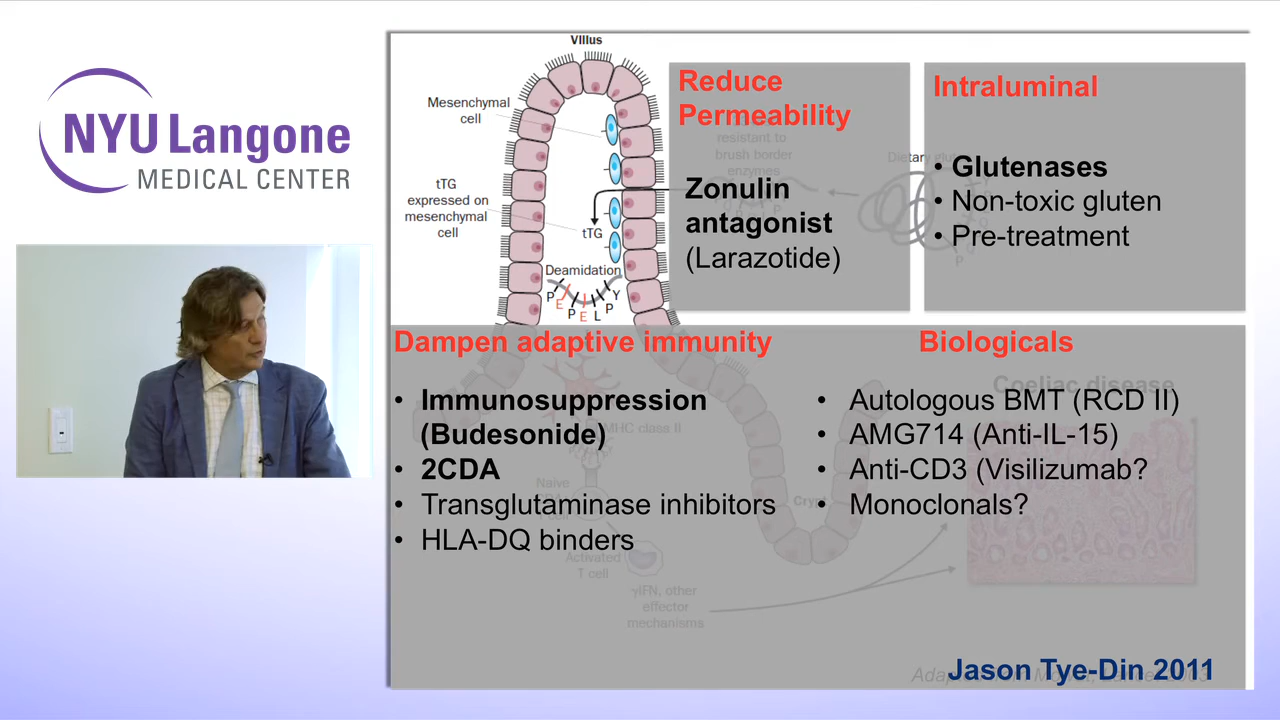 NYU Langone
MEDICAL CENTER
Villus
Mesenchymal
cell
tTG
expressed on
mesenchymal
cell
tTG
Deamidation
P
E
P
E
L
P
Y
Reduce
Permeability
resistant to
brush border
enzymes
Zonulin
antagonist
(Larazotide)
Intraluminal
Dietary
• Glutenases
• Non-toxic gluten
• Pre-treatment
P
Dampen adaptive immunity
• Immunosuppression
(Budesonide)
• 2CDA
• Transglutaminase inhibitors
• HLA-DQ binders
MHC class II
Naive
Activated
T cell
γIFN, other
effector
mechanisms
Crypt
Biologicals
Coeliac disease
• Autologous BMT (RCD II)
• AMG714 (Anti-IL-15)
• Anti-CD3 (Visilizumab?
• Monoclonals?
Jason Tye-Din 2011